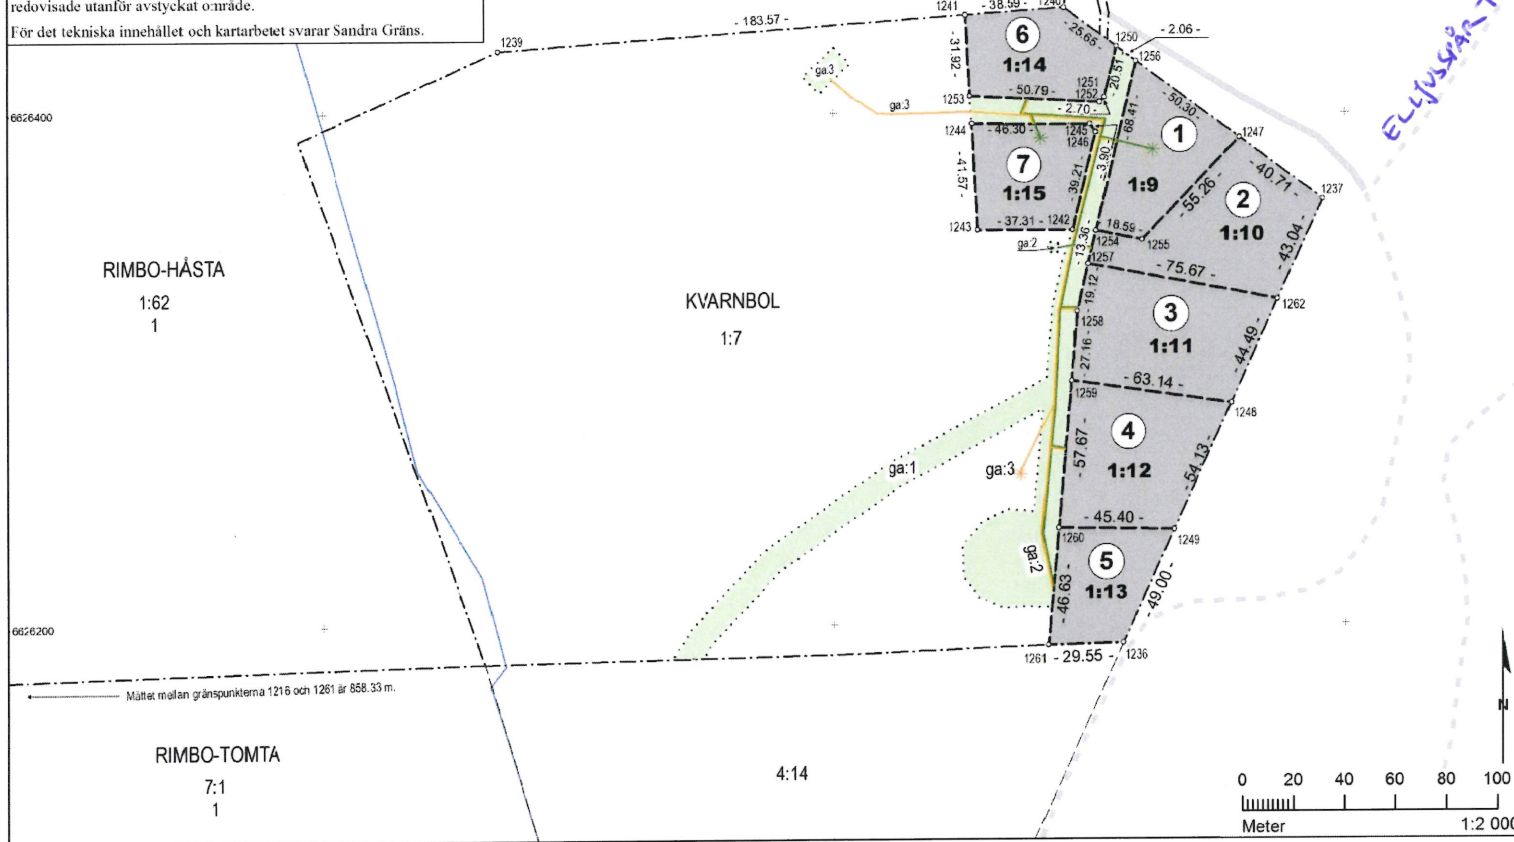 redovisade utanför avstyckat område.
För det tekniska innehållet och kartarbetet svarar Sandra Gräns.
- 183.57 -
1241
- 38.59 -
1240
ELLJUSSPÅR
1239
- 31.92 -
6
1:14
- 25.65 -
1250
- 2.06 -
1256
- 20.51
ga:3
1251
1252
1253
- 50.79 -
- 2.70 -
- 68.41 -
- 50.30 -
6626400
ga:3
1244
- 46.30 -
1245
1246
1
1247
- 3.90 -
- 40.71 -
- 41.57 -
7
1:15
- 39.21 -
1:9
- 55.26 -
2
1:10
1237
- 43.04 -
1243
- 37.31 -
1242
18.59 -
1254
1255
ga:2
- 13.36 -
1257
- 75.67 -
RIMBO-HÅSTA
1:62
1
KVARNBOL
1:7
- 19.12 -
1262
1258
3
1:11
- 27.16 -
- 44.49 -
- 63.14 -
1259
1248
4
1:12
- 57.67 -
- 54.13 -
ga:1
ga:3
- 45.40 -
1260
1249
ga:2
5
1:13
- 46.63 -
- 49.00 -
6626200
1261
- 29.55 -
1236
Måttet mellan gränspunkterna 1216 och 1261 är 858.33 m.
N
RIMBO-TOMTA
7:1
1
4:14
0 20 40 60 80 100
Meter
1:2 000